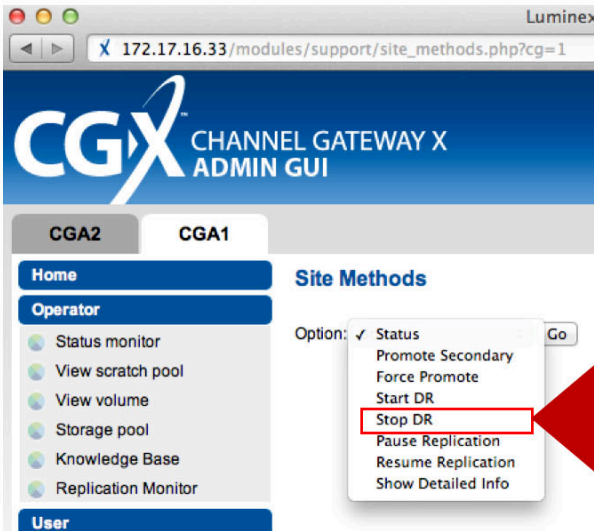 Luminex
172.17.16.33/modules/support/site_methods.php?cg=1
CGX™ CHANNEL GATEWAY X
ADMIN GUI
CGA2 CGA1
Home
Operator
Status monitor
View scratch pool
View volume
Storage pool
Knowledge Base
Replication Monitor
User
Site Methods
Option: ✓ Status Go
Promote Secondary
Force Promote
Start DR
Stop DR
Pause Replication
Resume Replication
Show Detailed Info